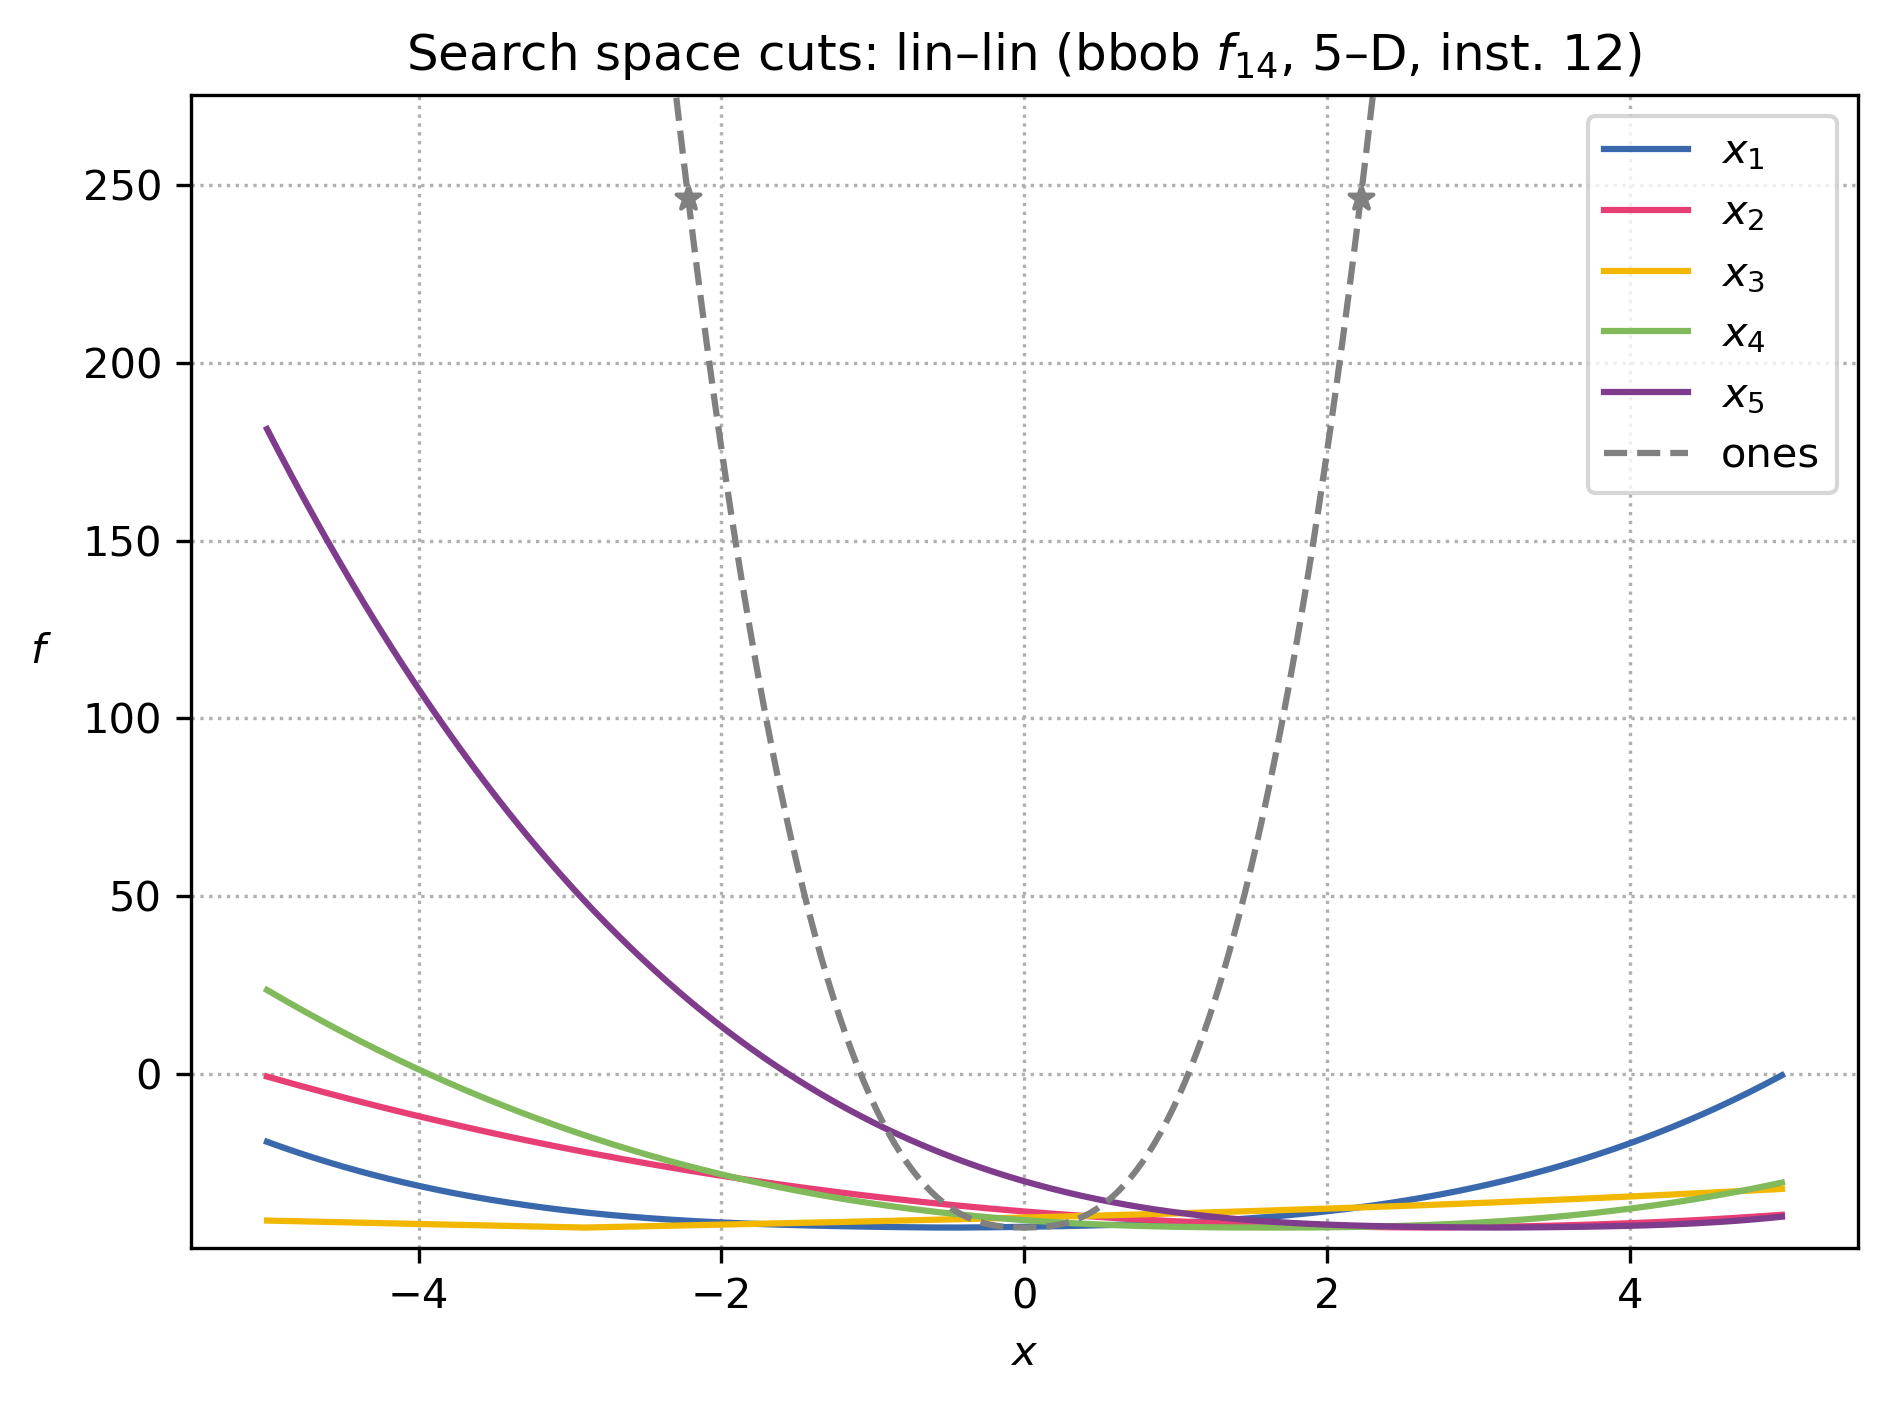 Search space cuts: lin–lin (bbob f14, 5–D, inst. 12)
250
200
150
100
50
0
f
−4
−2
0
2
4
x
x1
x2
x3
x4
x5
ones